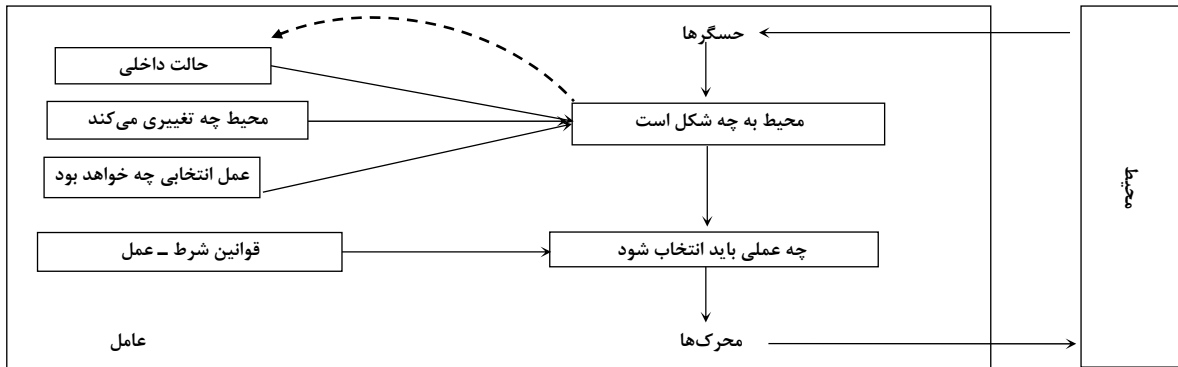 حسگرها
حالت داخلی
محیط چه تغییری می‌کند
محیط به چه شکل است
عمل انتخابی چه خواهد بود
محیط
قوانین شرط ــ عمل
چه عملی باید انتخاب شود
محرک‌ها
عامل